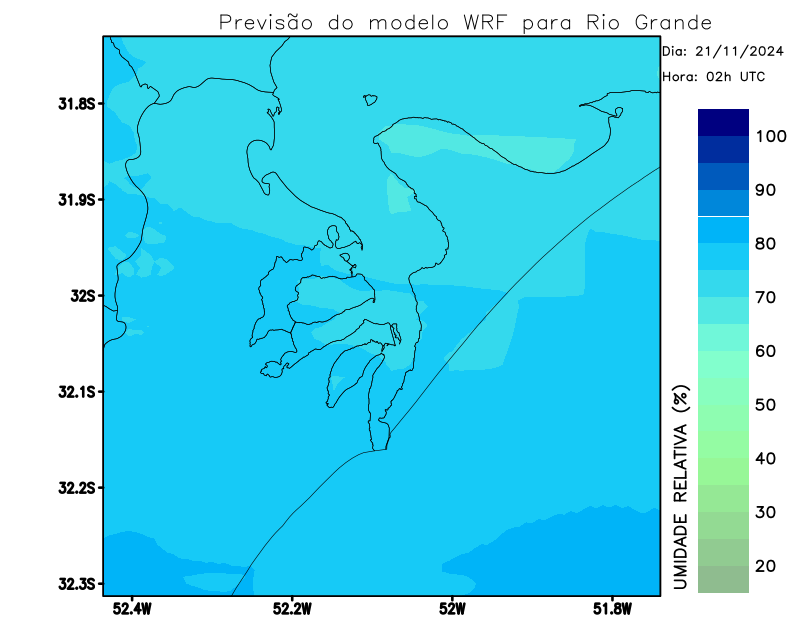 Previsão do modelo WRF para Rio Grande
Dia: 21/11/2024
Hora: 02h UTC
31.8S
31.9S
32S
32.1S
32.2S
32.3S
52.4W
52.2W
52W
51.8W
100
90
80
70
60
50
40
30
20
UMIDADE RELATIVA (%)